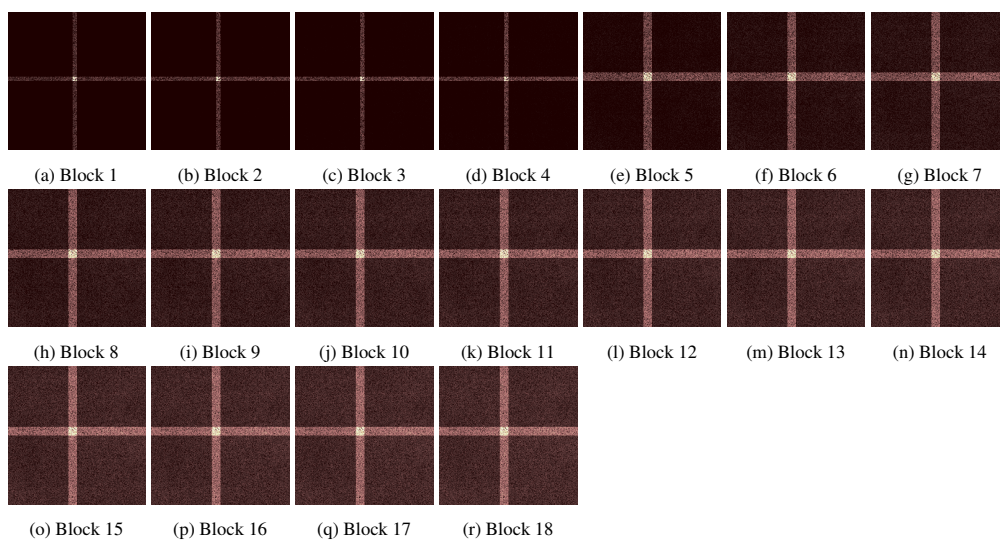 (a) Block 1 (b) Block 2 (c) Block 3 (d) Block 4 (e) Block 5 (f) Block 6 (g) Block 7
(h) Block 8 (i) Block 9 (j) Block 10 (k) Block 11 (l) Block 12 (m) Block 13 (n) Block 14
(o) Block 15 (p) Block 16 (q) Block 17 (r) Block 18